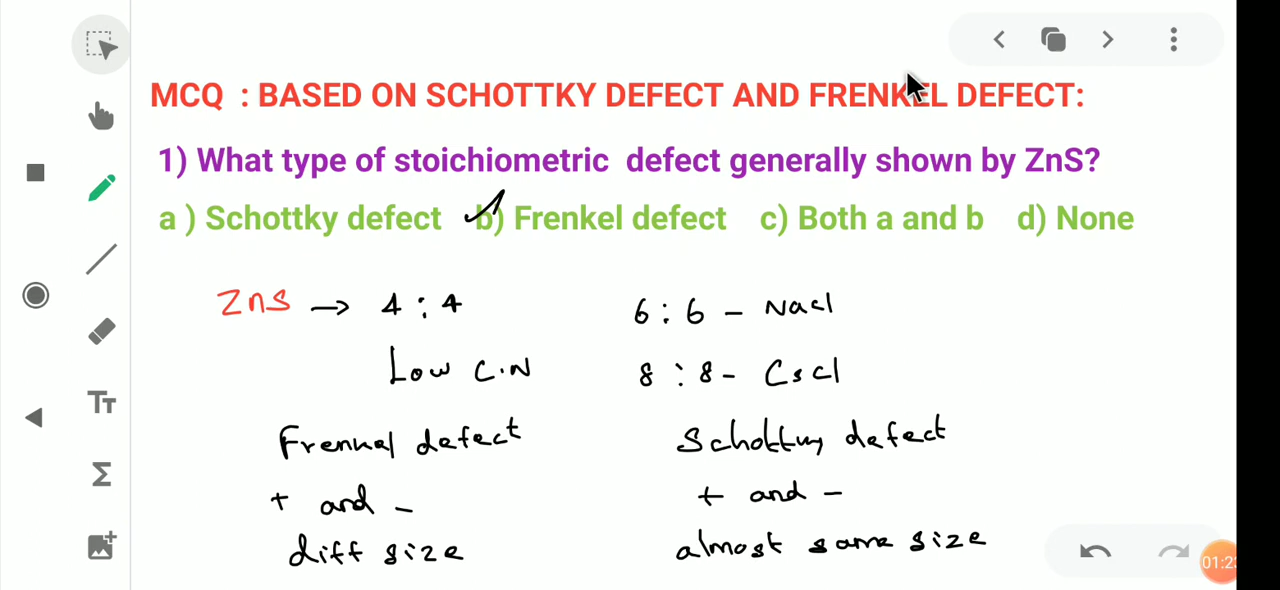 MCQ : BASED ON SCHOTTKY DEFECT AND FRENKEL DEFECT:
1) What type of stoichiometric defect generally shown by ZnS?
a ) Schottky defect b) Frenkel defect c) Both a and b d) None
ZnS → 4 : 4
6 : 6 – Nacl
Low C.N
8 : 8 – Cscl
Frenkel defect
Schottky defect
+ and –
+ and –
diff size
almost same size
Tт
Σ
01:23